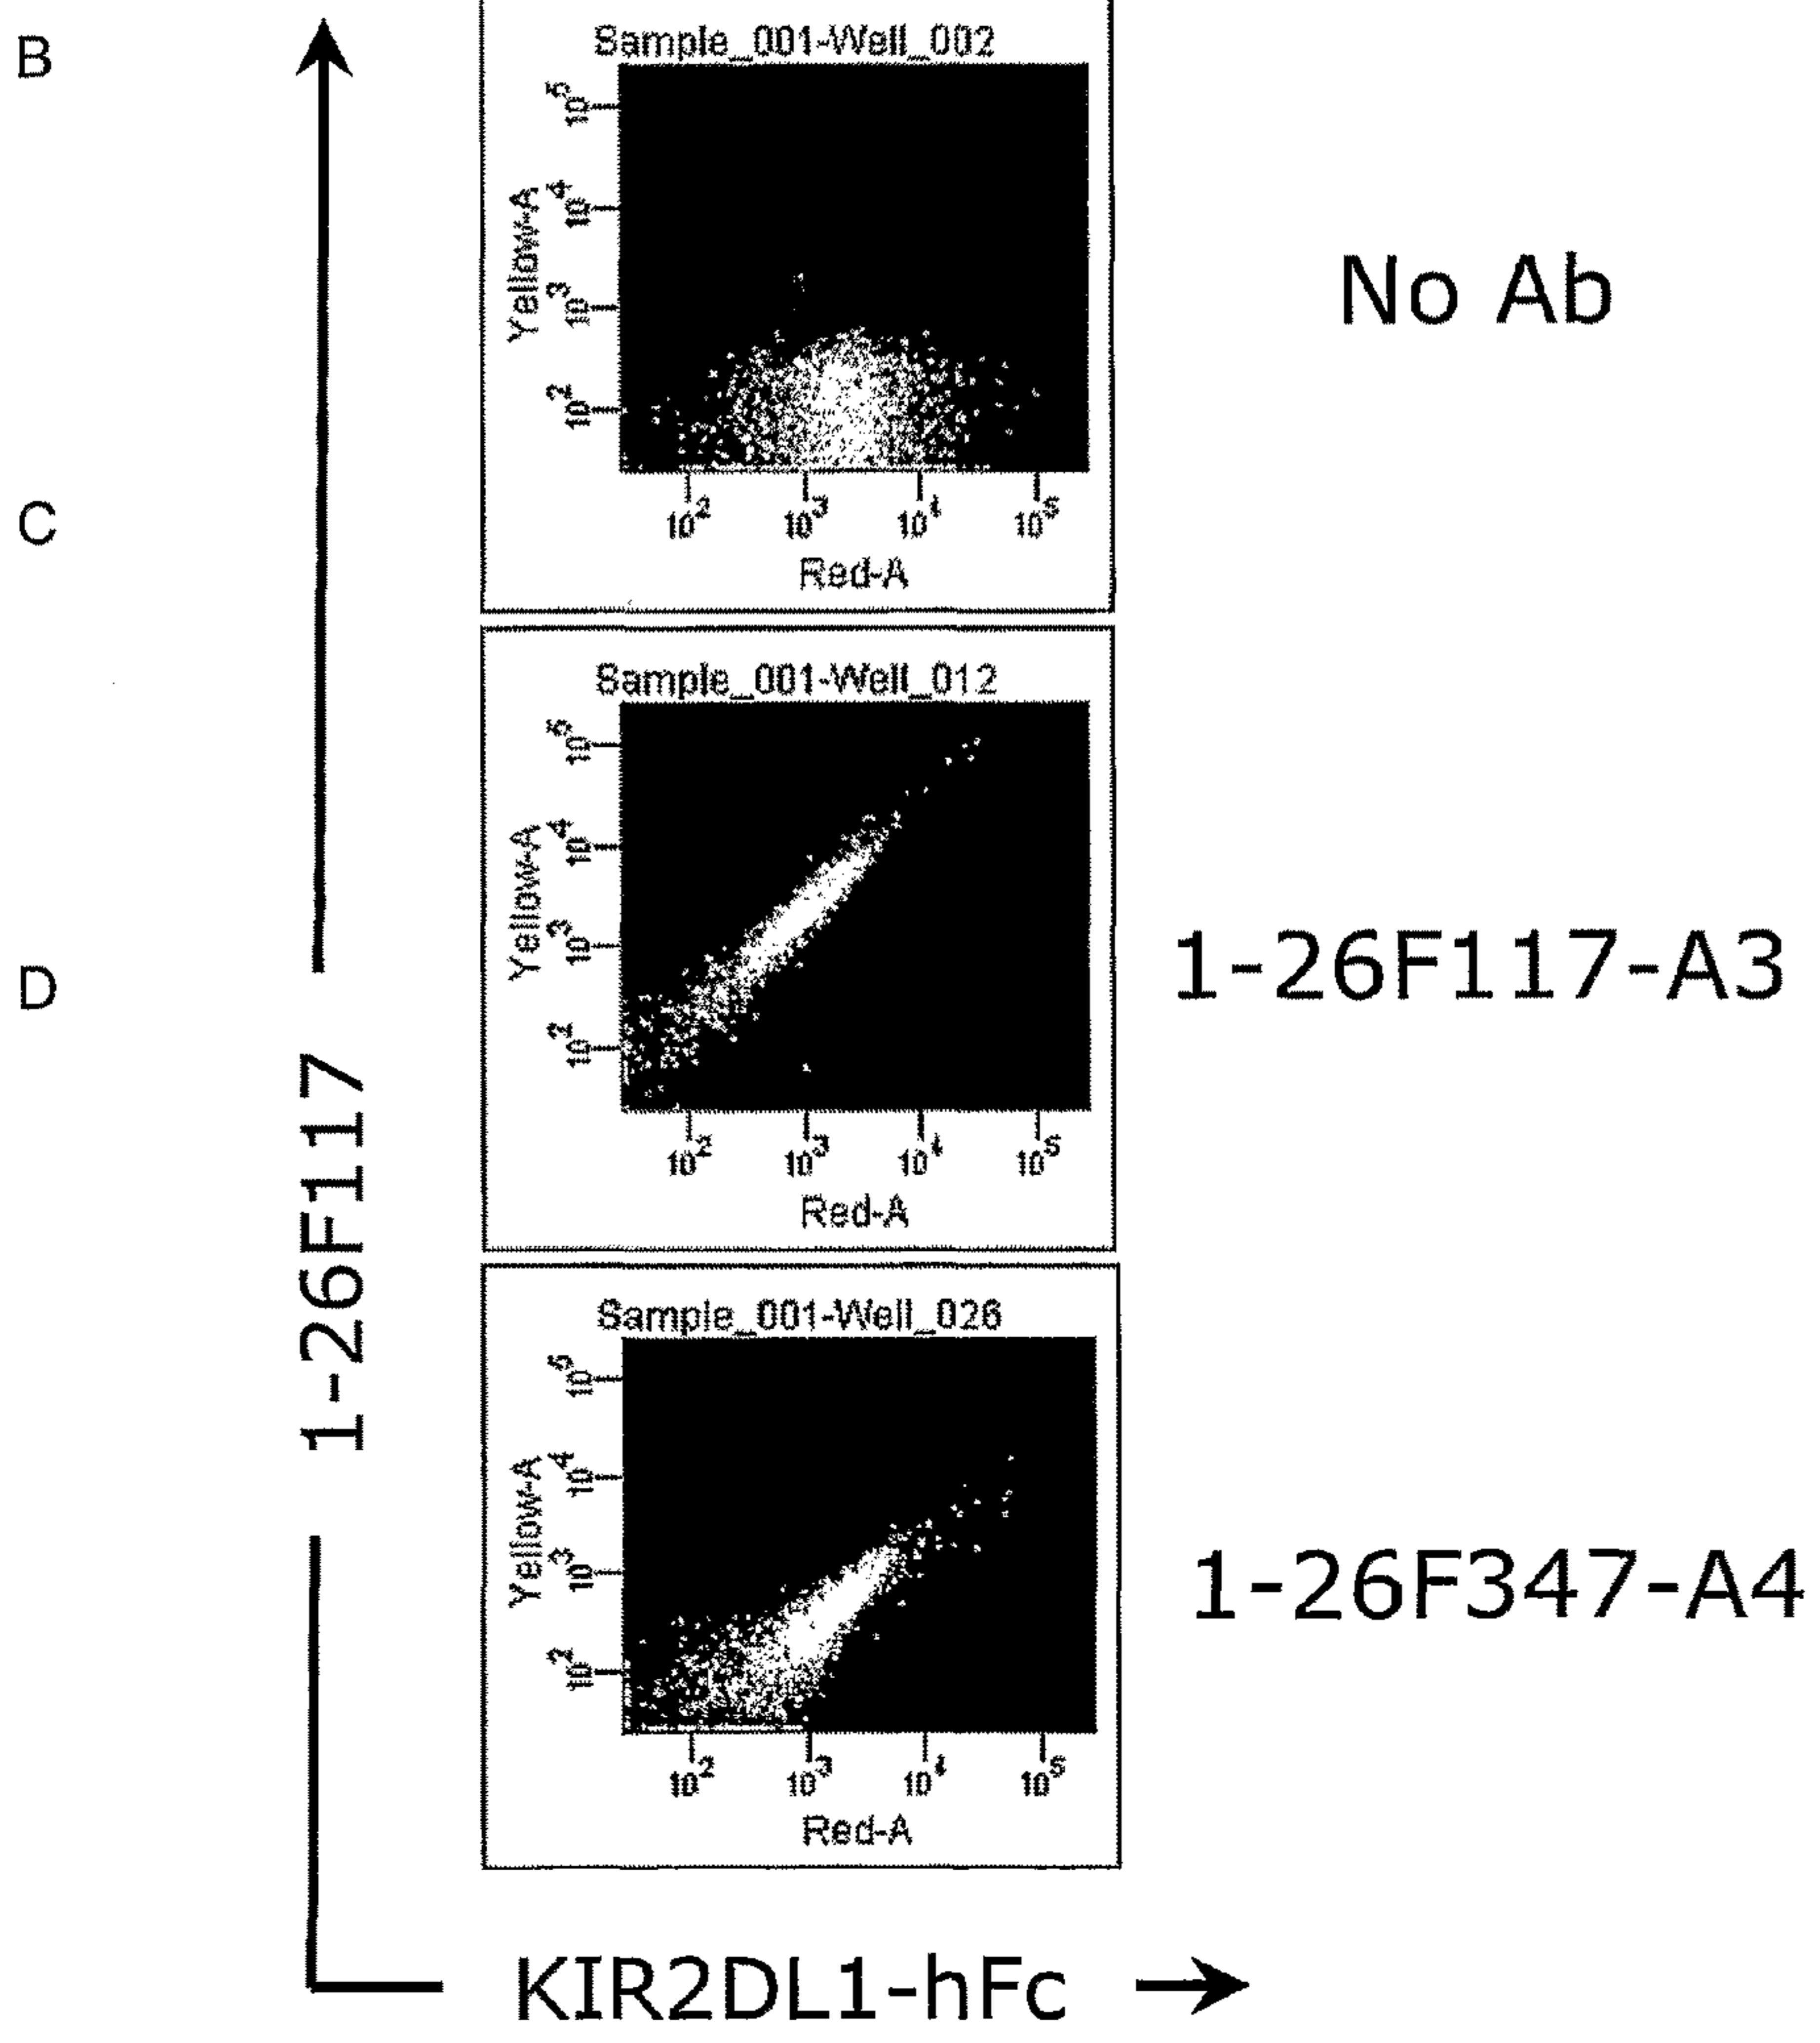 B
Sample_001-Well_002
10^5
10^4
10^3
10^2
Yellow-A
10^2 10^3 10^4 10^5
Red-A
No Ab
C
Sample_001-Well_012
10^5
10^4
10^3
10^2
Yellow-A
10^2 10^3 10^4 10^5
Red-A
1-26F117-A3
D
1-26F117
Sample_001-Well_026
10^5
10^4
10^3
10^2
Yellow-A
10^2 10^3 10^4 10^5
Red-A
1-26F347-A4
KIR2DL1-hFc